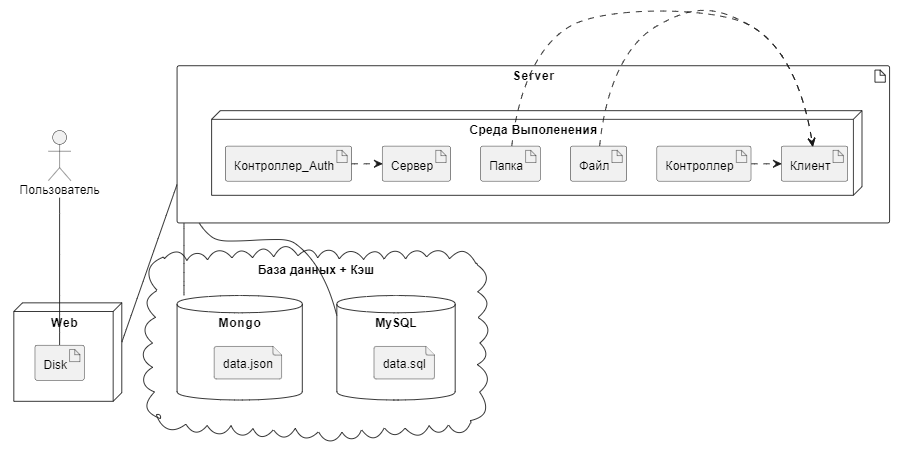 Server
Среда Выполенения
Контроллер_Auth
Сервер
Папка
Файл
Контроллер
Клиент
Пользователь
База данных + Кэш
Web
Mongo
MySQL
Disk
data.json
data.sql